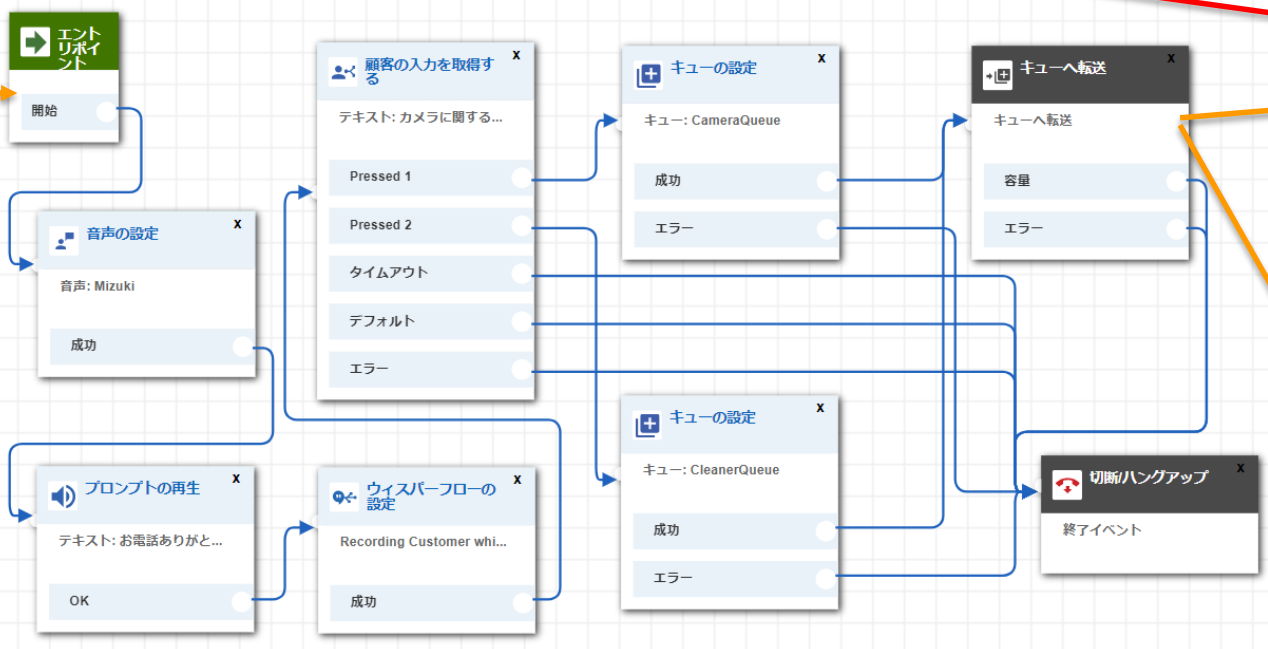 エント
リポイ
ント
開始
音声の設定
x
音声: Mizuki
成功
プロンプトの再生
x
テキスト: お電話ありがと...
OK
顧客の入力を取得す
る
x
テキスト: カメラに関する...
Pressed 1
Pressed 2
タイムアウト
デフォルト
エラー
ウィスパーフローの
設定
x
Recording Customer whi...
成功
キューの設定
x
キュー: CameraQueue
成功
エラー
キューの設定
x
キュー: CleanerQueue
成功
エラー
キューへ転送
x
キューへ転送
容量
エラー
切断/ハングアップ
x
終了イベント